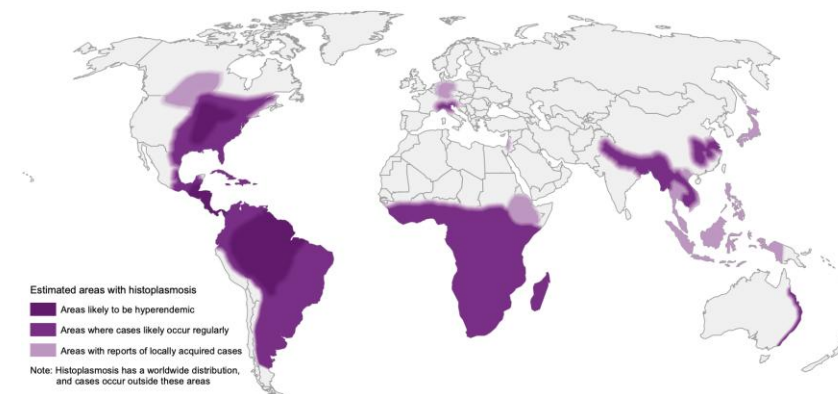 Estimated areas with histoplasmosis
Areas likely to be hyperendemic
Areas where cases likely occur regularly
Areas with reports of locally acquired cases
Note: Histoplasmosis has a worldwide distribution,
and cases occur outside these areas